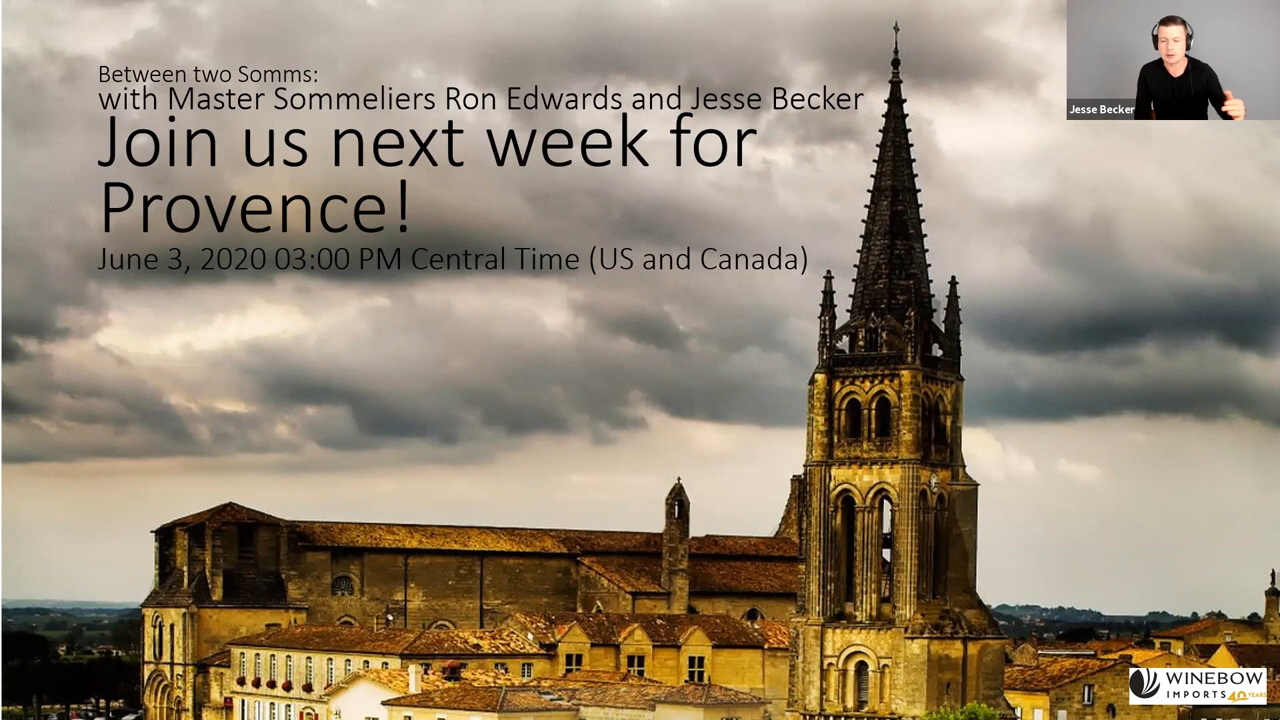 Between two Somms:
with Master Sommeliers Ron Edwards and Jesse Becker
Join us next week for
Provence!
June 3, 2020 03:00 PM Central Time (US and Canada)
Jesse Becker
WINEBOW
IMPORTS 40 YEARS